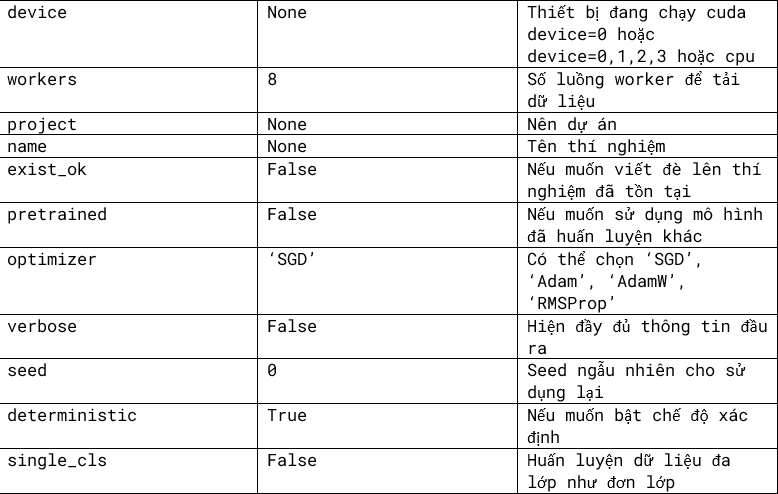 device None Thiết bị đang chạy cuda
device=0 hoặc
device=0,1,2,3 hoặc cpu
workers 8 Số luồng worker để tải
dữ liệu
project None Nên dự án
name None Tên thí nghiệm
exist_ok False Nếu muốn viết đè lên thí
nghiệm đã tồn tại
pretrained False Nếu muốn sử dụng mô hình
đã huấn luyện khác
optimizer ‘SGD’ Có thể chọn ‘SGD’,
‘Adam’, ‘AdamW’,
‘RMSProp’
verbose False Hiện đầy đủ thông tin đầu
ra
seed 0 Seed ngẫu nhiên cho sử
dụng lại
deterministic True Nếu muốn bật chế độ xác
định
single_cls False Huấn luyện dữ liệu đa
lớp như đơn lớp